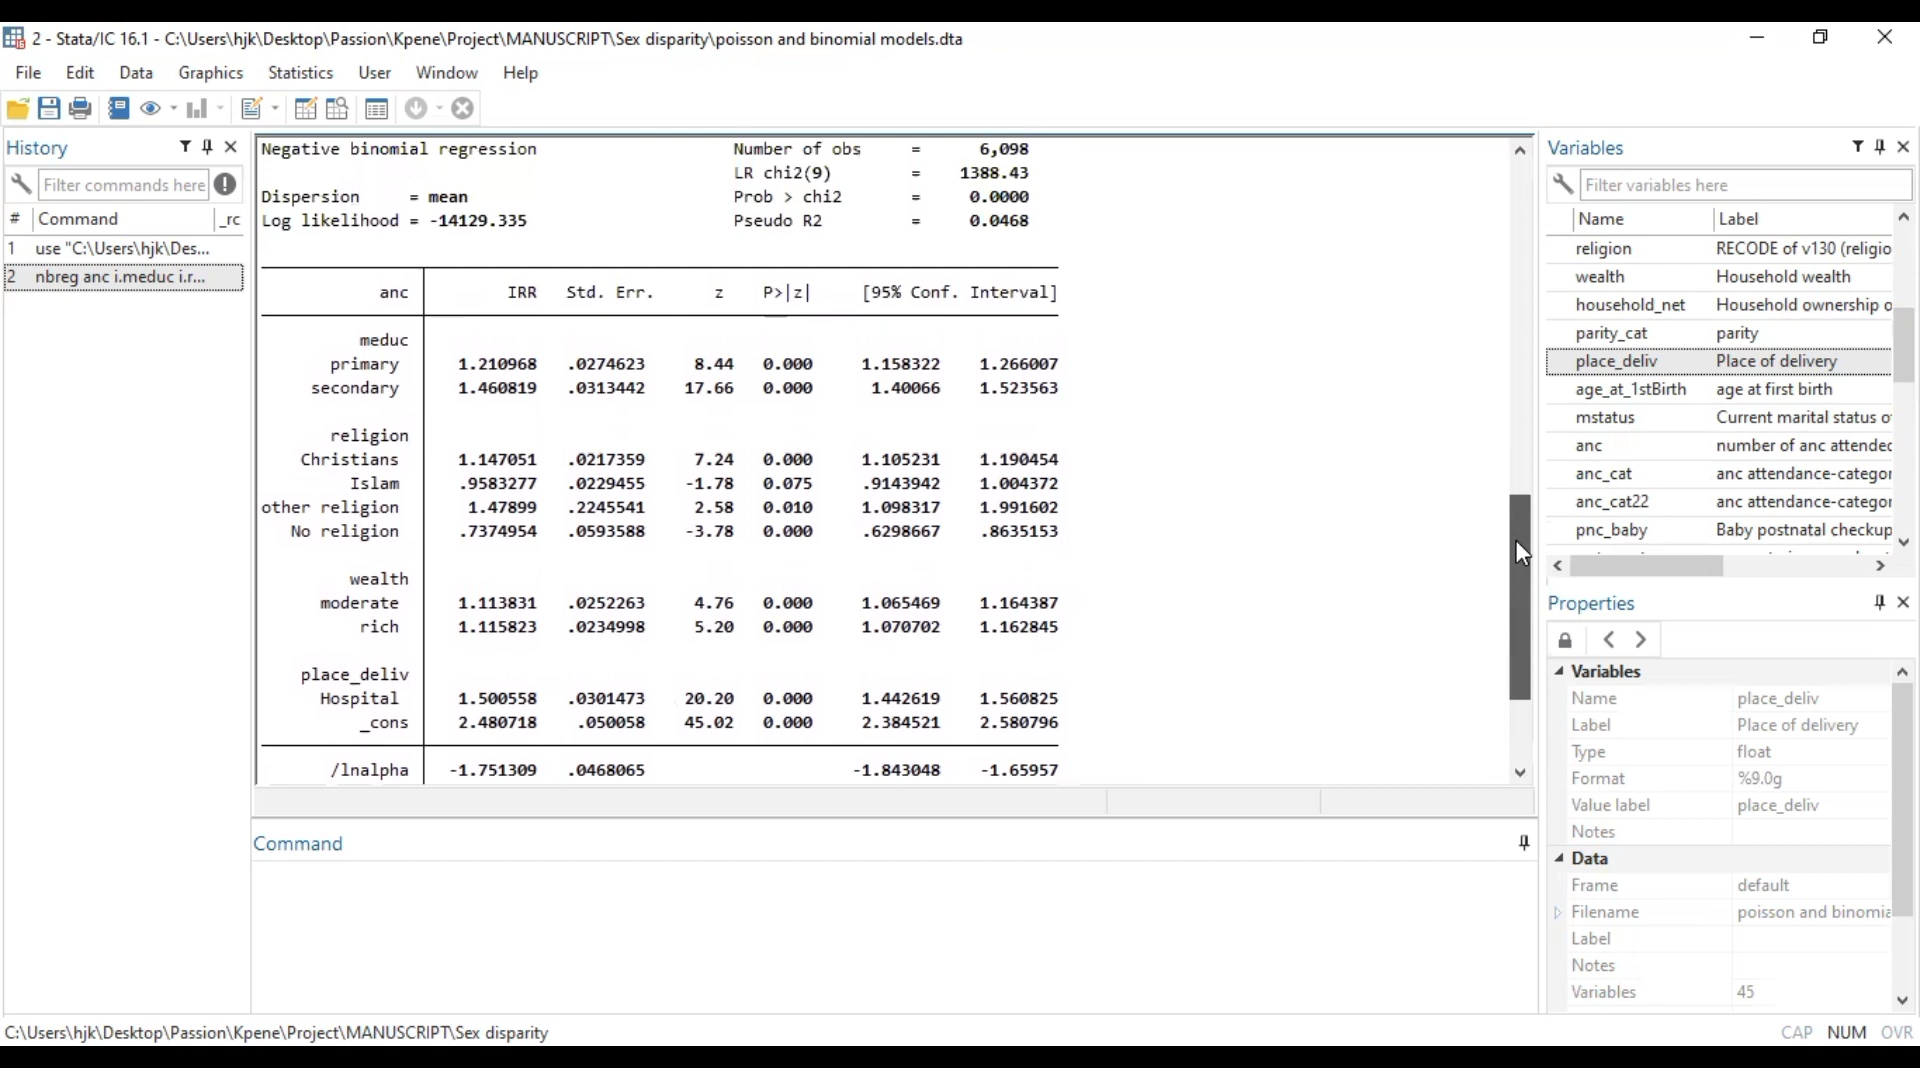 2 - Stata/IC 16.1 - C:\Users\hjk\Desktop\Passion\Kpene\Project\MANUSCRIPT\Sex disparity\poisson and binomial models.dta
File Edit Data Graphics Statistics User Window Help
History
Filter commands here
# Command _rc
1 use "C:\Users\hjk\Des...
2 nbreg anc i.meduc i.r...
Negative binomial regression Number of obs = 6,098
LR chi2(9) = 1388.43
Dispersion = mean Prob > chi2 = 0.0000
Log likelihood = -14129.335 Pseudo R2 = 0.0468
anc IRR Std. Err. z P>|z| [95% Conf. Interval]
meduc
primary 1.210968 .0274623 8.44 0.000 1.158322 1.266007
secondary 1.460819 .0313442 17.66 0.000 1.40066 1.523563
religion
Christians 1.147051 .0217359 7.24 0.000 1.105231 1.190454
Islam .9583277 .0229455 -1.78 0.075 .9143942 1.004372
other religion 1.47899 .2245541 2.58 0.010 1.098317 1.991602
No religion .7374954 .0593588 -3.78 0.000 .6298667 .8635153
wealth
moderate 1.113831 .0252263 4.76 0.000 1.065469 1.164387
rich 1.115823 .0234998 5.20 0.000 1.070702 1.162845
place_deliv
Hospital 1.500558 .0301473 20.20 0.000 1.442619 1.560825
_cons 2.480718 .050058 45.02 0.000 2.384521 2.580796
/lnalpha -1.751309 .0468065 -1.843048 -1.65957
Command
Variables
Filter variables here
Name Label
religion RECODE of v130 (religio
wealth Household wealth
household_net Household ownership o
parity_cat parity
place_deliv Place of delivery
age_at_1stBirth age at first birth
mstatus Current marital status o
anc number of anc attended
anc_cat anc attendance-categor
anc_cat22 anc attendance-categor
pnc_baby Baby postnatal checkup
Properties
Variables
Name place_deliv
Label Place of delivery
Type float
Format %9.0g
Value label place_deliv
Notes
Data
Frame default
Filename poisson and binomia
Label
Notes
Variables 45
C:\Users\hjk\Desktop\Passion\Kpene\Project\MANUSCRIPT\Sex disparity CAP NUM OVR